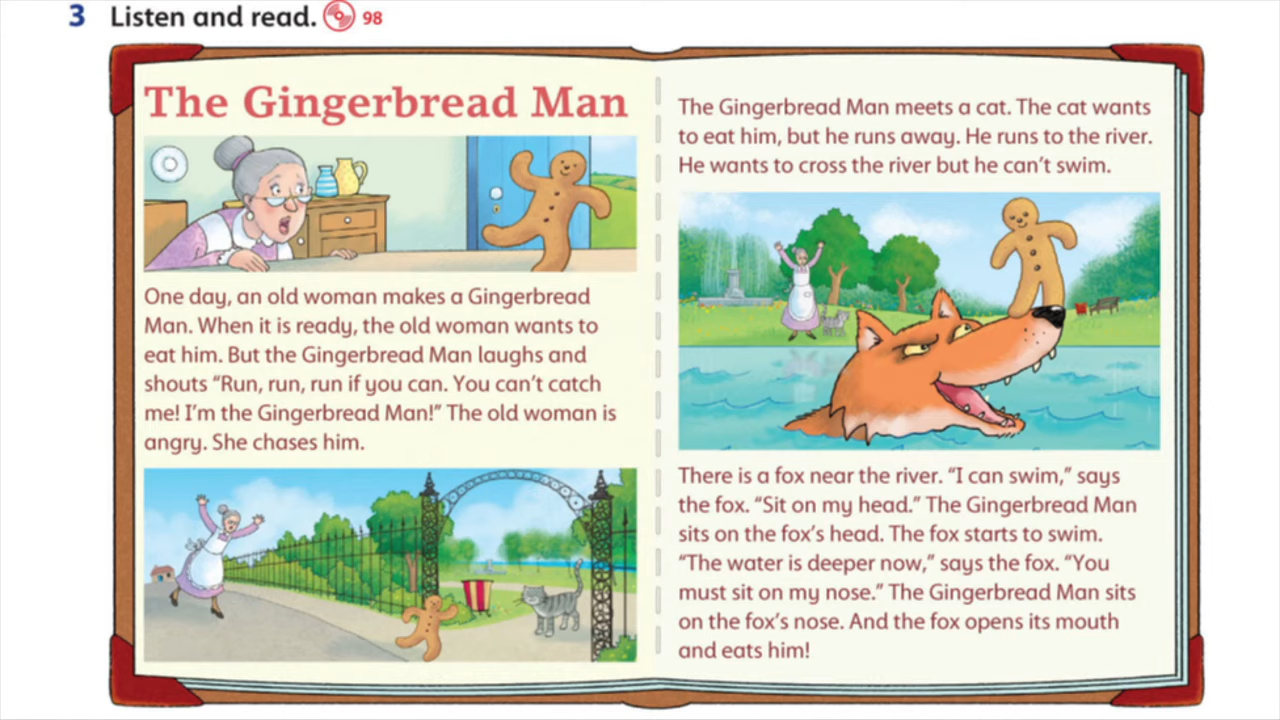 3 Listen and read. 98
The Gingerbread Man
One day, an old woman makes a Gingerbread
Man. When it is ready, the old woman wants to
eat him. But the Gingerbread Man laughs and
shouts “Run, run, run if you can. You can’t catch
me! I’m the Gingerbread Man!” The old woman is
angry. She chases him.
The Gingerbread Man meets a cat. The cat wants
to eat him, but he runs away. He runs to the river.
He wants to cross the river but he can’t swim.
There is a fox near the river. “I can swim,” says
the fox. “Sit on my head.” The Gingerbread Man
sits on the fox’s head. The fox starts to swim.
“The water is deeper now,” says the fox. “You
must sit on my nose.” The Gingerbread Man sits
on the fox’s nose. And the fox opens its mouth
and eats him!